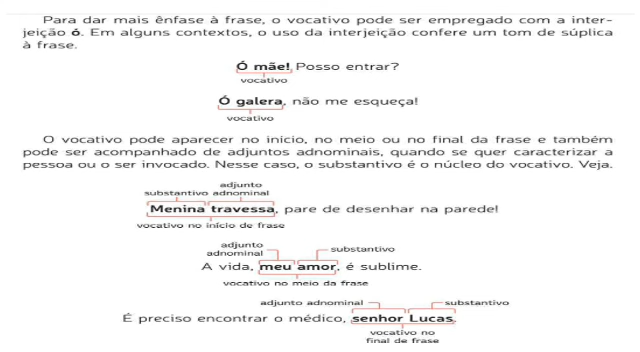 Para dar mais ênfase à frase, o vocativo pode ser empregado com a inter-
jeição ó. Em alguns contextos, o uso da interjeição confere um tom de súplica
à frase.
Ó mãe! Posso entrar?
vocativo
Ó galera, não me esqueça!
vocativo
O vocativo pode aparecer no início, no meio ou no final da frase e também
pode ser acompanhado de adjuntos adnominais, quando se quer caracterizar a
pessoa ou o ser invocado. Nesse caso, o substantivo é o núcleo do vocativo. Veja.
adjunto
substantivo adnominal
Menina travessa, pare de desenhar na parede!
vocativo no início de frase
adjunto
adnominal substantivo
A vida, meu amor, é sublime.
vocativo no meio da frase
adjunto adnominal substantivo
É preciso encontrar o médico, senhor Lucas.
vocativo no
final de frase